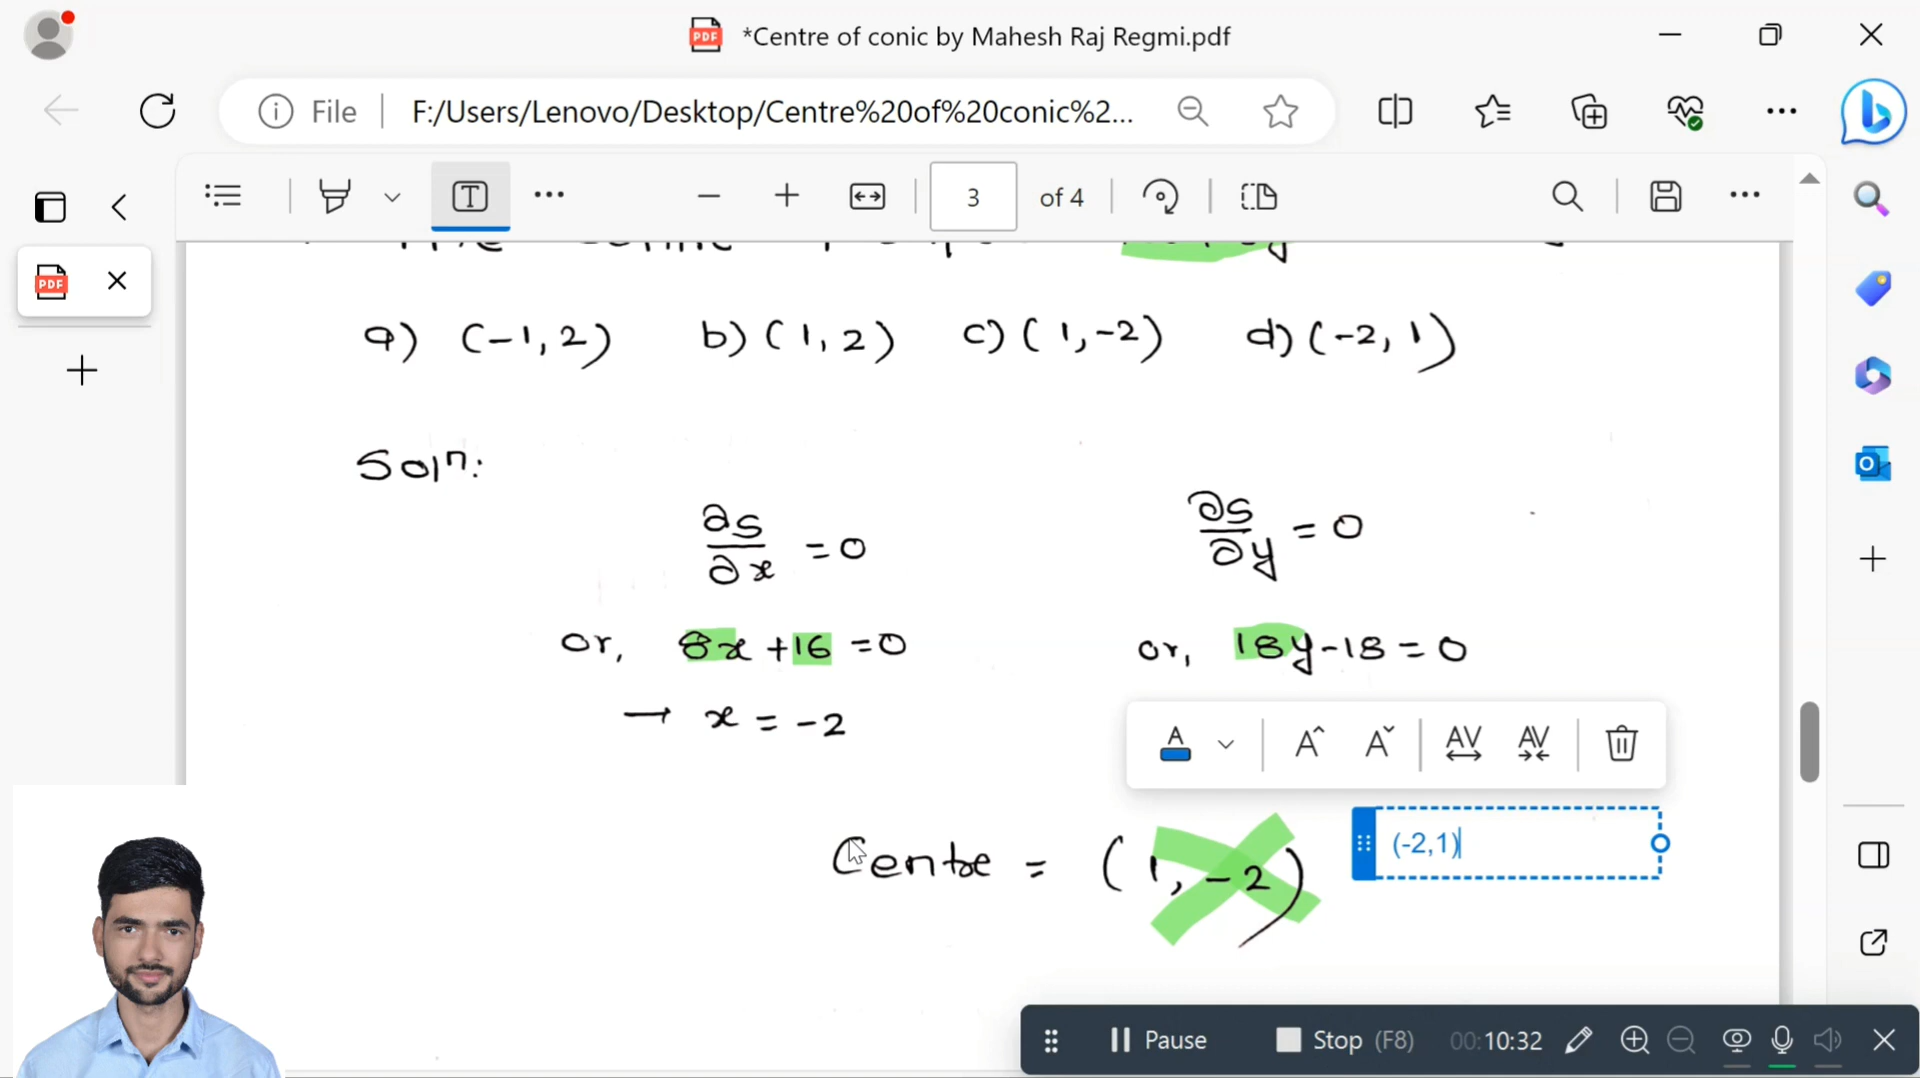 *Centre of conic by Mahesh Raj Regmi.pdf
File F:/Users/Lenovo/Desktop/Centre%20of%20conic%2...
3 of 4
a) (-1, 2) b) (1, 2) c) (1, -2) d) (-2, 1)
Solⁿ:
∂s/∂x = 0 ∂s/∂y = 0
or, 8x + 16 = 0 or, 18y - 18 = 0
→ x = -2
Centre = (1, -2) (-2,1)
Pause Stop (F8) 00:10:32